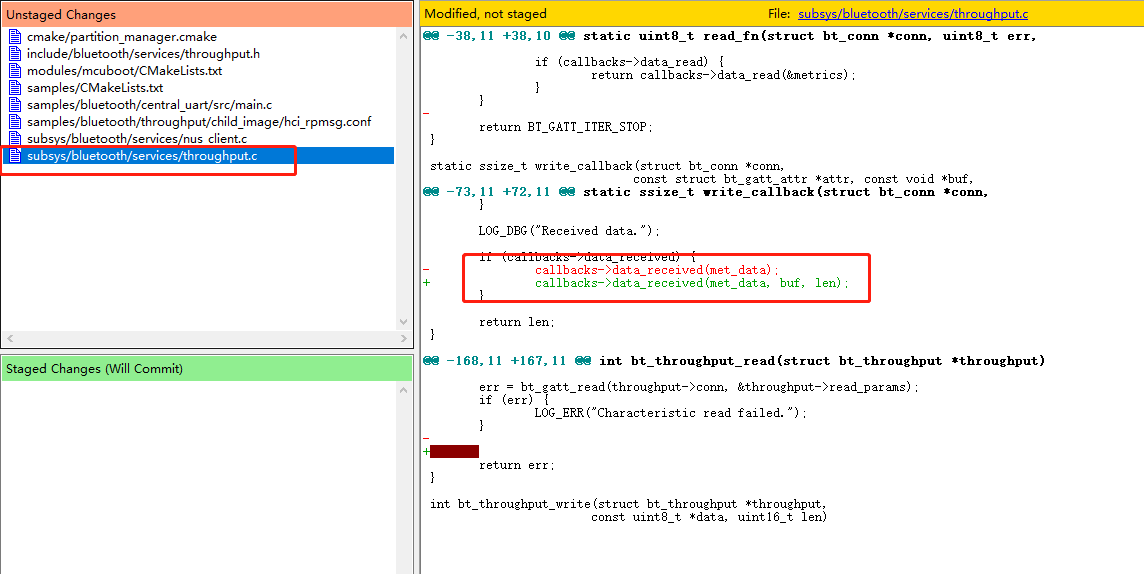 Unstaged Changes
cmake/partition_manager.cmake
include/bluetooth/services/throughput.h
modules/mcuboot/CMakeLists.txt
samples/CMakeLists.txt
samples/bluetooth/central_uart/src/main.c
samples/bluetooth/throughput/child_image/hci_rpmsg.conf
subsys/bluetooth/services/nus_client.c
subsys/bluetooth/services/throughput.c
Staged Changes (Will Commit)
Modified, not staged File: subsys/bluetooth/services/throughput.c
@@ -38,11 +38,10 @@ static uint8_t read_fn(struct bt_conn *conn, uint8_t err,
if (callbacks->data_read) {
return callbacks->data_read(&metrics);
}
}
-
return BT_GATT_ITER_STOP;
}
static ssize_t write_callback(struct bt_conn *conn,
const struct bt_gatt_attr *attr, const void *buf,
@@ -73,11 +72,11 @@ static ssize_t write_callback(struct bt_conn *conn,
}
LOG_DBG("Received data.");
if (callbacks->data_received) {
- callbacks->data_received(met_data);
+ callbacks->data_received(met_data, buf, len);
}
return len;
}
@@ -168,11 +167,11 @@ int bt_throughput_read(struct bt_throughput *throughput)
err = bt_gatt_read(throughput->conn, &throughput->read_params);
if (err) {
LOG_ERR("Characteristic read failed.");
}
-
+
return err;
}
int bt_throughput_write(struct bt_throughput *throughput,
const uint8_t *data, uint16_t len)